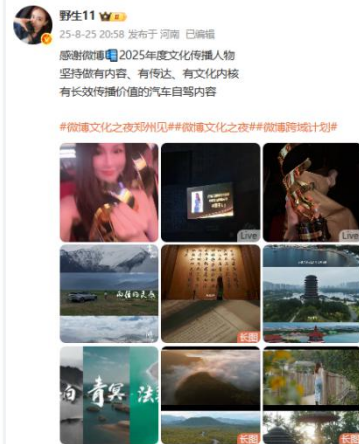 野生11
25-8-25 20:58 发布于 河南 已编辑
感谢微博2025年度文化传播人物
坚持做有内容、有传达、有文化内核
有长效传播价值的汽车自驾内容
#微博文化之夜郑州见##微博文化之夜##微博跨域计划#
Live
Live
长图
青冥
长图
长图